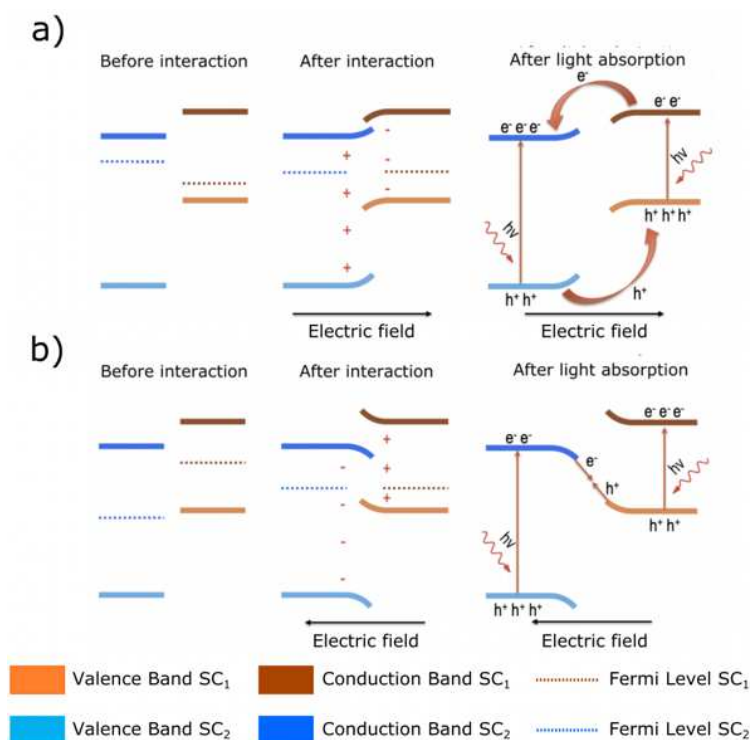 a)
Before interaction
After interaction
After light absorption
e⁻
e⁻ e⁻
e⁻ e⁻ e⁻
+
-
+
-
+
-
+
+
hν
hν
h⁺ h⁺ h⁺
h⁺ h⁺
h⁺
Electric field
Electric field
b)
Before interaction
After interaction
After light absorption
e⁻ e⁻ e⁻
e⁻ e⁻
e⁻
h⁺
+
-
+
+
-
-
-
hν
hν
h⁺ h⁺
h⁺ h⁺ h⁺
Electric field
Electric field
Valence Band SC₁
Conduction Band SC₁
Fermi Level SC₁
Valence Band SC₂
Conduction Band SC₂
Fermi Level SC₂